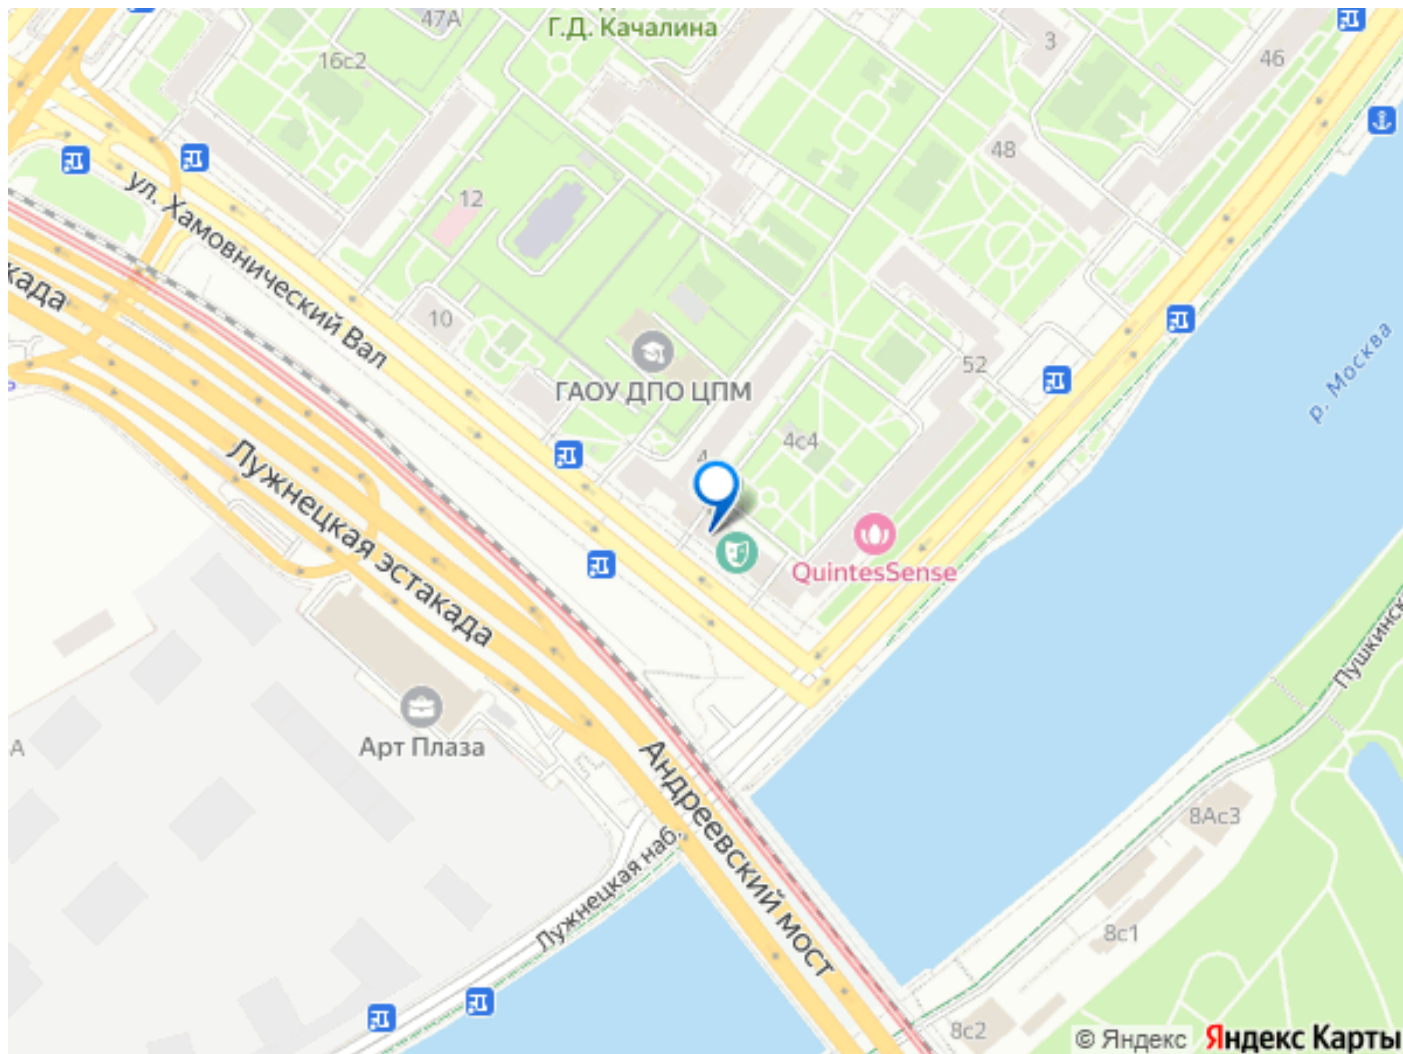 47А
Г.Д. Качалина
16с2
3
46
48
12
ул. Хамовнический Вал
када
10
р. Москва
52
ГАОУ ДПО ЦПМ
4с4
4
Лужнецкая эстакада
QuintesSense
Пушкинск
Арт Плаза
А
Андреевский мост
8Ас3
Лужнецкая наб.
8с1
8с2
© Яндекс Яндекс Карты